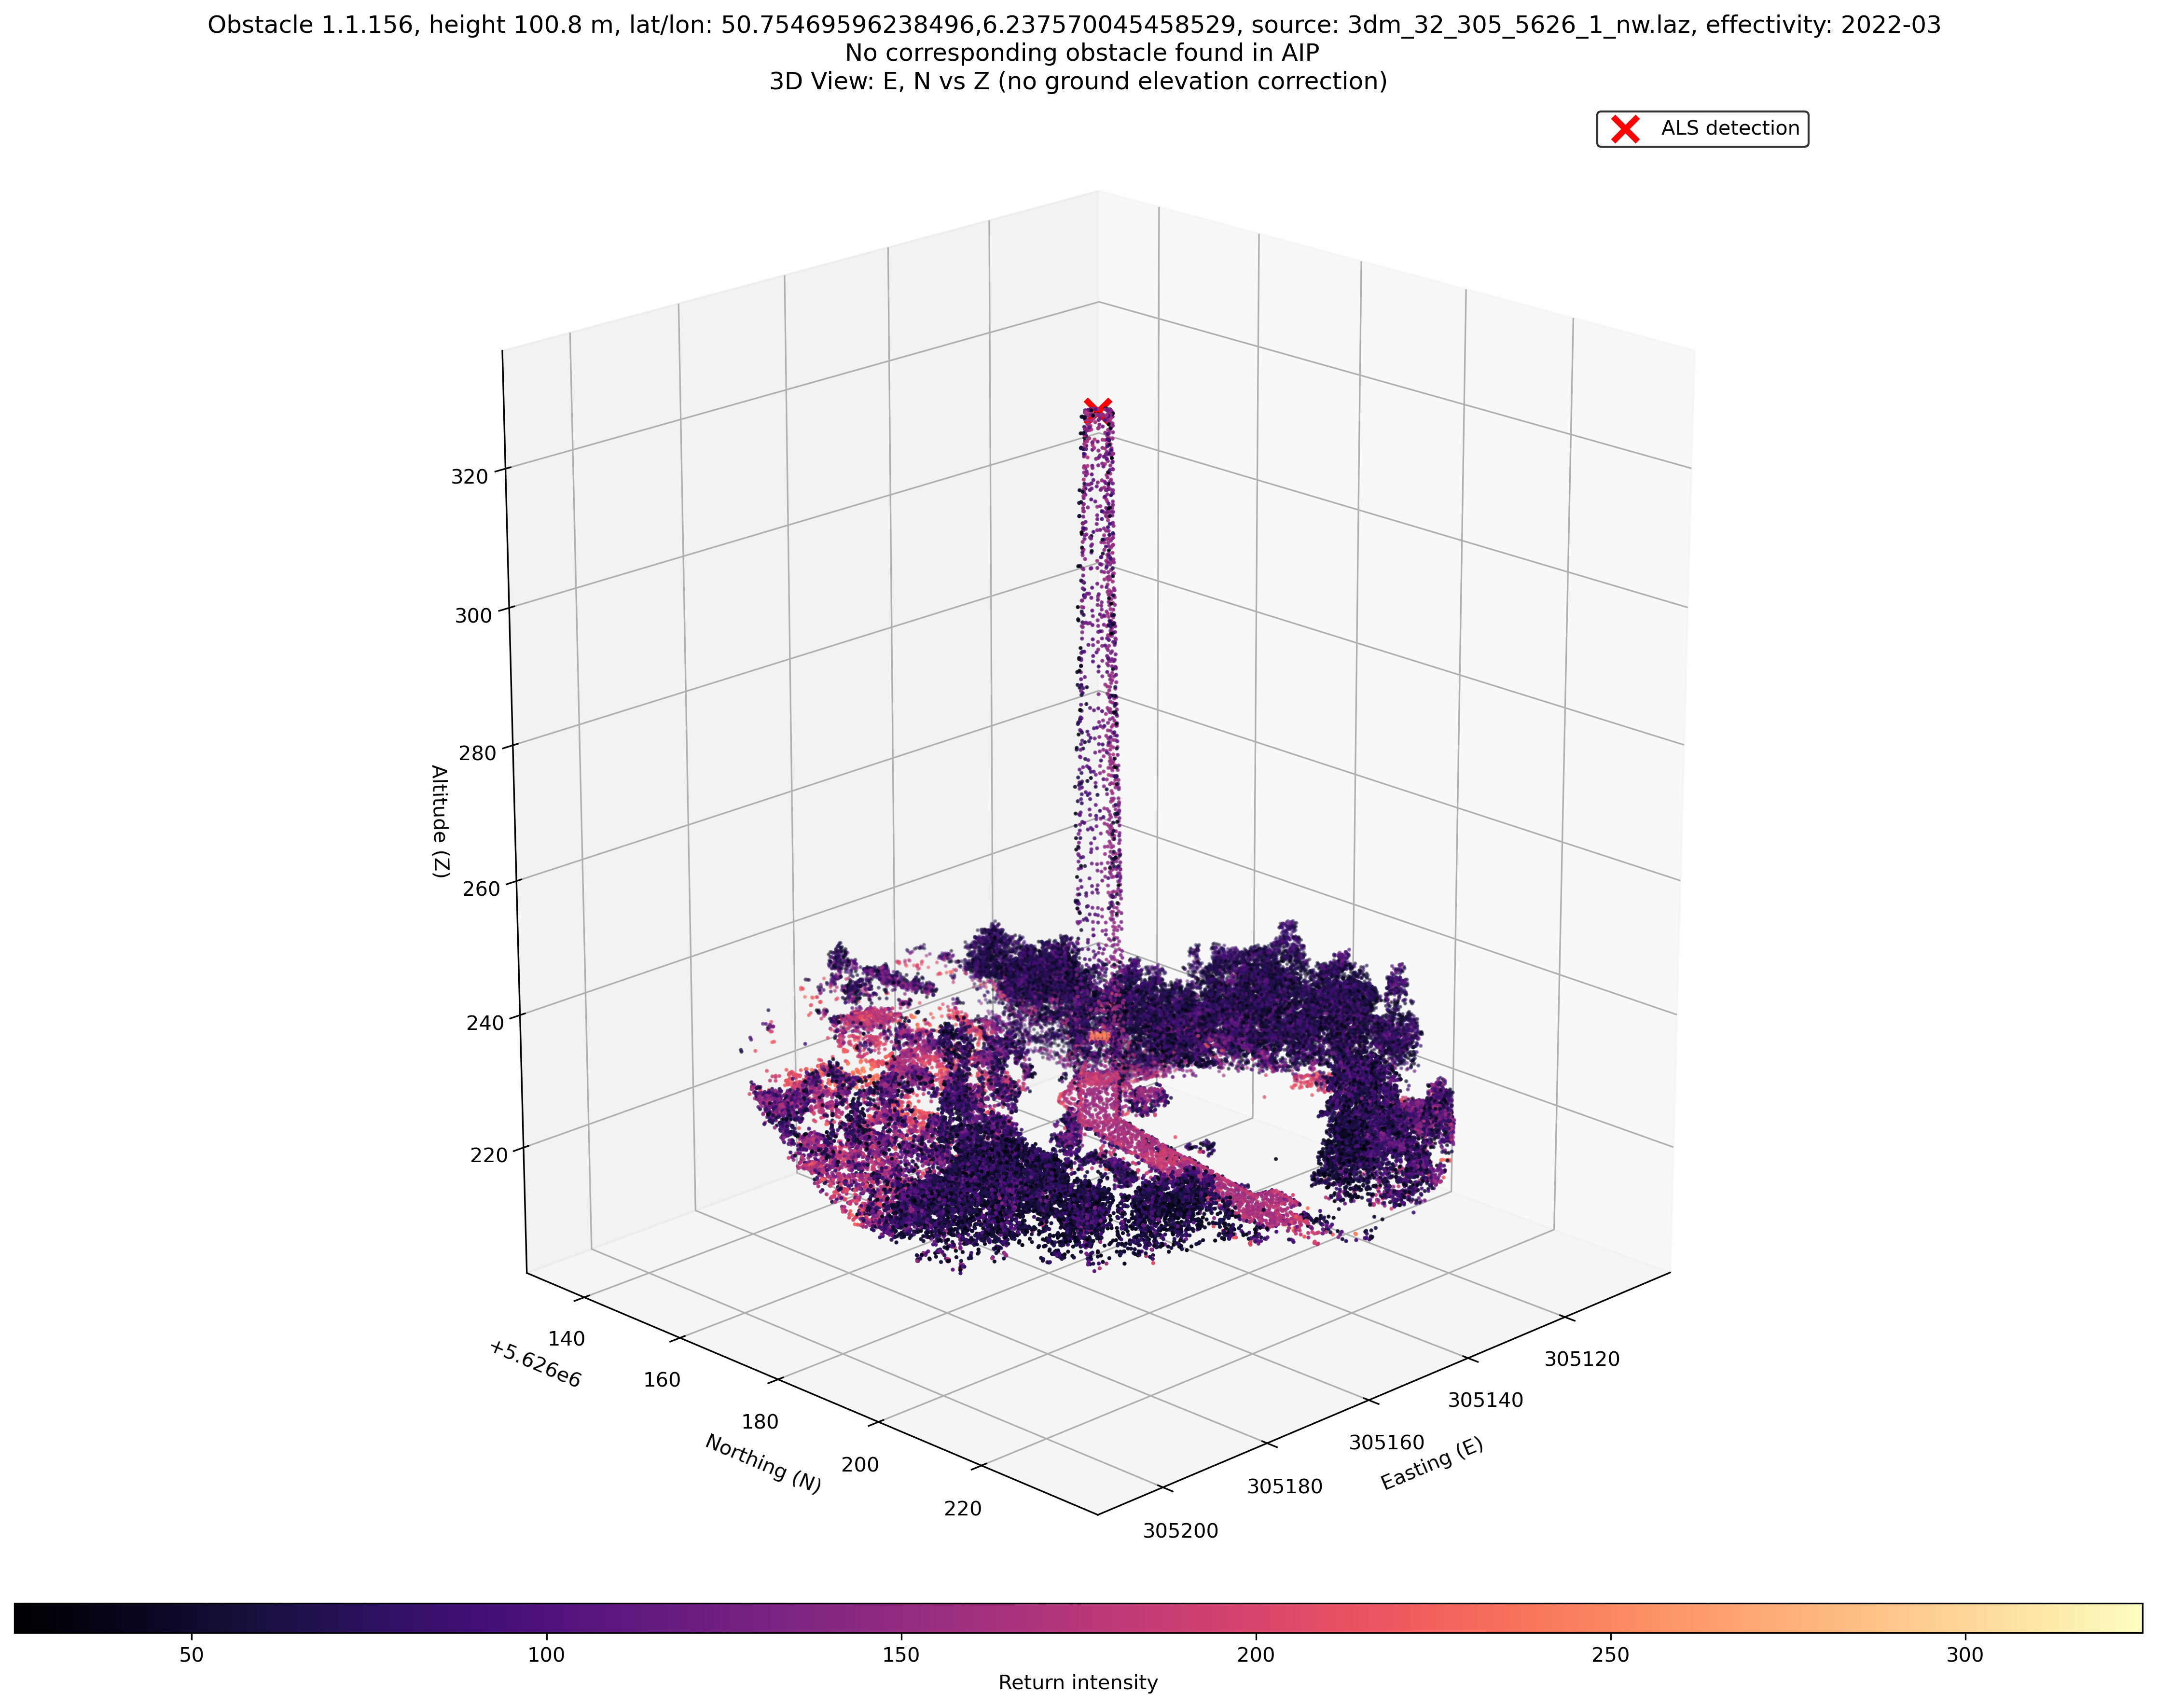 Obstacle 1.1.156, height 100.8 m, lat/lon: 50.75469596238496,6.237570045458529, source: 3dm_32_305_5626_1_nw.laz, effectivity: 2022-03
No corresponding obstacle found in AIP
3D View: E, N vs Z (no ground elevation correction)
ALS detection
320
300
280
260
240
220
Altitude (Z)
140
160
180
200
220
+5.626e6
Northing (N)
305120
305140
305160
305180
305200
Easting (E)
50
100
150
200
250
300
Return intensity